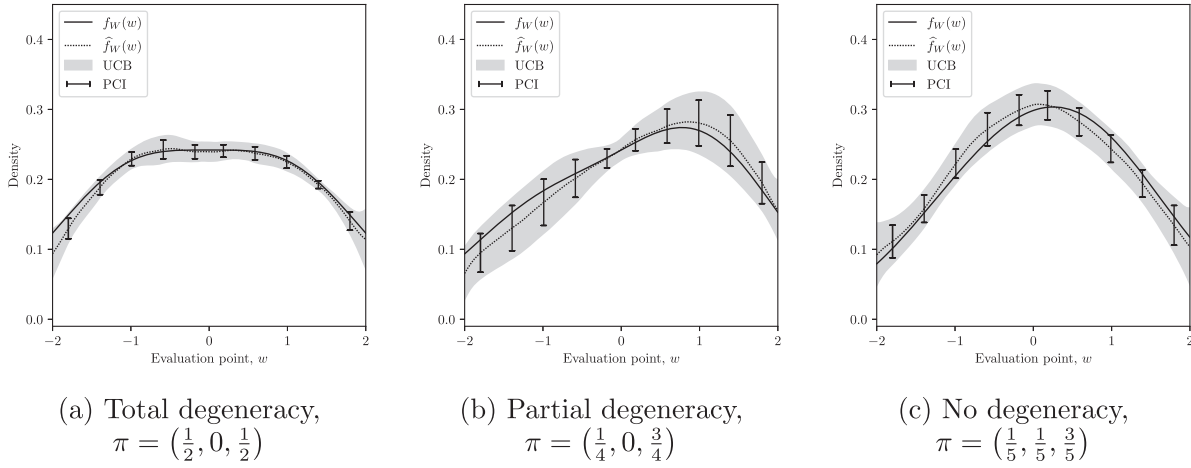 0.4
0.3
0.2
0.1
0.0
Density
f_W(w)
f̂_W(w)
UCB
PCI
−2 −1 0 1 2
Evaluation point, w
(a) Total degeneracy,
π = (1/2, 0, 1/2)
0.4
0.3
0.2
0.1
0.0
Density
f_W(w)
f̂_W(w)
UCB
PCI
−2 −1 0 1 2
Evaluation point, w
(b) Partial degeneracy,
π = (1/4, 0, 3/4)
0.4
0.3
0.2
0.1
0.0
Density
f_W(w)
f̂_W(w)
UCB
PCI
−2 −1 0 1 2
Evaluation point, w
(c) No degeneracy,
π = (1/5, 1/5, 3/5)